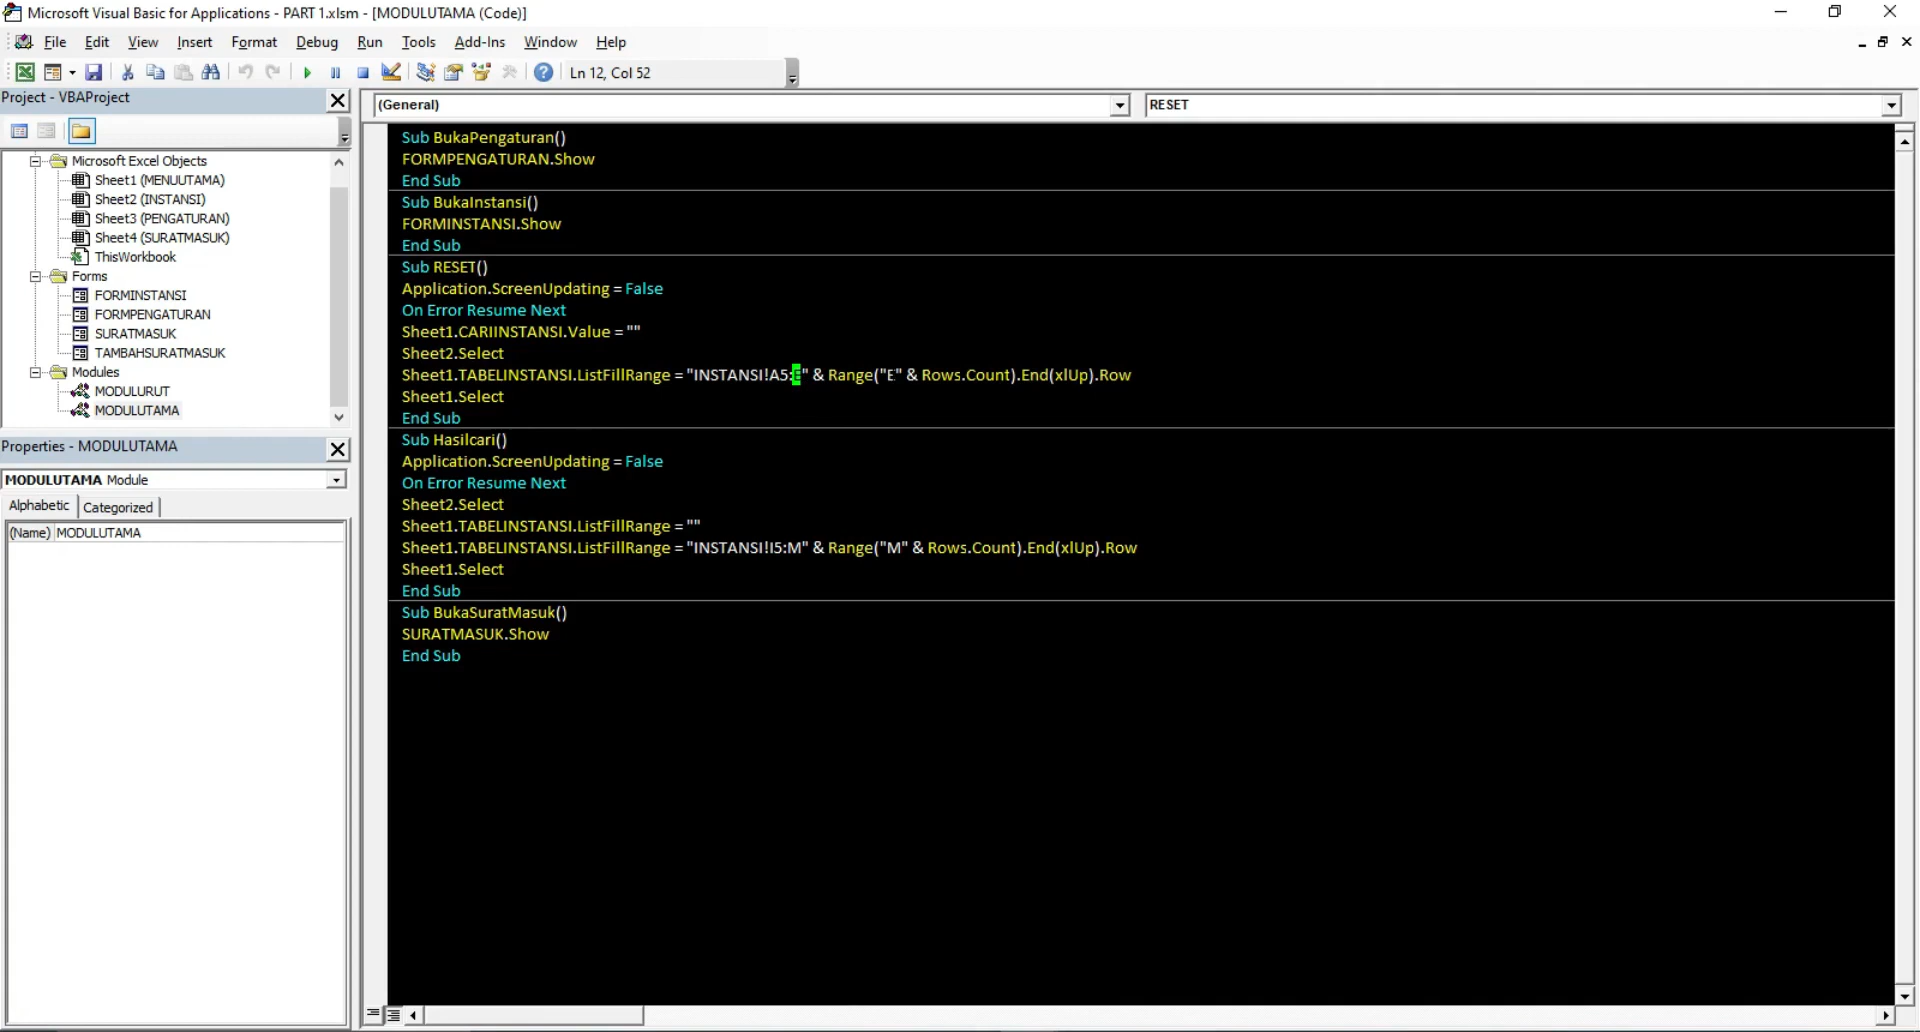 Microsoft Visual Basic for Applications - PART 1.xlsm - [MODULUTAMA (Code)]
File Edit View Insert Format Debug Run Tools Add-Ins Window Help
Ln 12, Col 52
Project - VBAProject
(General) RESET
Microsoft Excel Objects
Sheet1 (MENUUTAMA)
Sheet2 (INSTANSI)
Sheet3 (PENGATURAN)
Sheet4 (SURATMASUK)
ThisWorkbook
Forms
FORMINSTANSI
FORMPENGATURAN
SURATMASUK
TAMBAHSURATMASUK
Modules
MODULURUT
MODULUTAMA
Properties - MODULUTAMA
MODULUTAMA Module
Alphabetic Categorized
(Name) MODULUTAMA
Sub BukaPengaturan()
FORMPENGATURAN.Show
End Sub
Sub BukaInstansi()
FORMINSTANSI.Show
End Sub
Sub RESET()
Application.ScreenUpdating = False
On Error Resume Next
Sheet1.CARIINSTANSI.Value = ""
Sheet2.Select
Sheet1.TABELINSTANSI.ListFillRange = "INSTANSI!A5:E" & Range("E" & Rows.Count).End(xlUp).Row
Sheet1.Select
End Sub
Sub Hasilcari()
Application.ScreenUpdating = False
On Error Resume Next
Sheet2.Select
Sheet1.TABELINSTANSI.ListFillRange = ""
Sheet1.TABELINSTANSI.ListFillRange = "INSTANSI!I5:M" & Range("M" & Rows.Count).End(xlUp).Row
Sheet1.Select
End Sub
Sub BukaSuratMasuk()
SURATMASUK.Show
End Sub